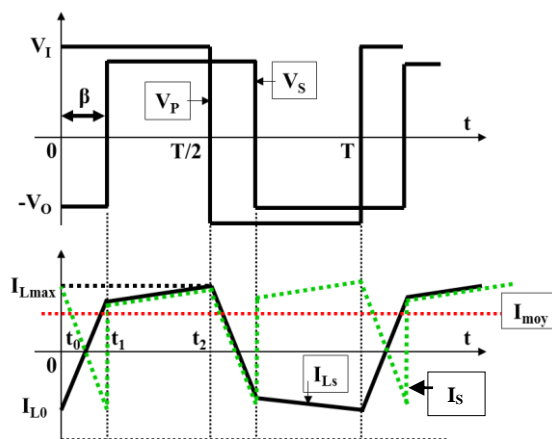 V_I
β
V_P
V_S
t
0
T/2
T
-V_O
I_Lmax
I_moy
t_0
t_1
t_2
t
0
I_Ls
I_S
I_L0